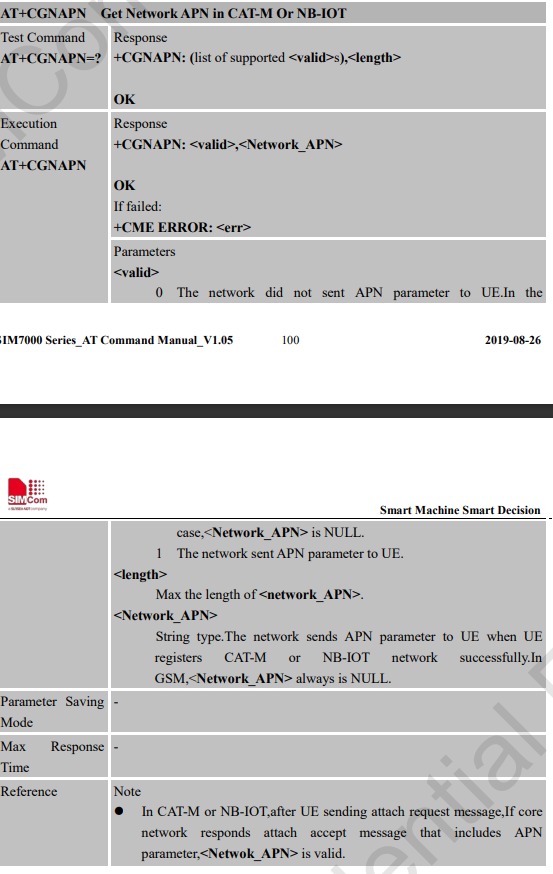 AT+CGNAPN Get Network APN in CAT-M Or NB-IOT
Test Command
AT+CGNAPN=?
Response
+CGNAPN: (list of supported <valid>s),<length>
OK
Execution
Command
AT+CGNAPN
Response
+CGNAPN: <valid>,<Network_APN>
OK
If failed:
+CME ERROR: <err>
Parameters
<valid>
0 The network did not sent APN parameter to UE.In the
SIM7000 Series_AT Command Manual_V1.05 100 2019-08-26
SIMCom
Smart Machine Smart Decision
case,<Network_APN> is NULL.
1 The network sent APN parameter to UE.
<length>
Max the length of <network_APN>.
<Network_APN>
String type.The network sends APN parameter to UE when UE
registers CAT-M or NB-IOT network successfully.In
GSM,<Network_APN> always is NULL.
Parameter Saving
Mode
-
Max Response
Time
-
Reference
Note
● In CAT-M or NB-IOT,after UE sending attach request message,If core
network responds attach accept message that includes APN
parameter,<Netwok_APN> is valid.